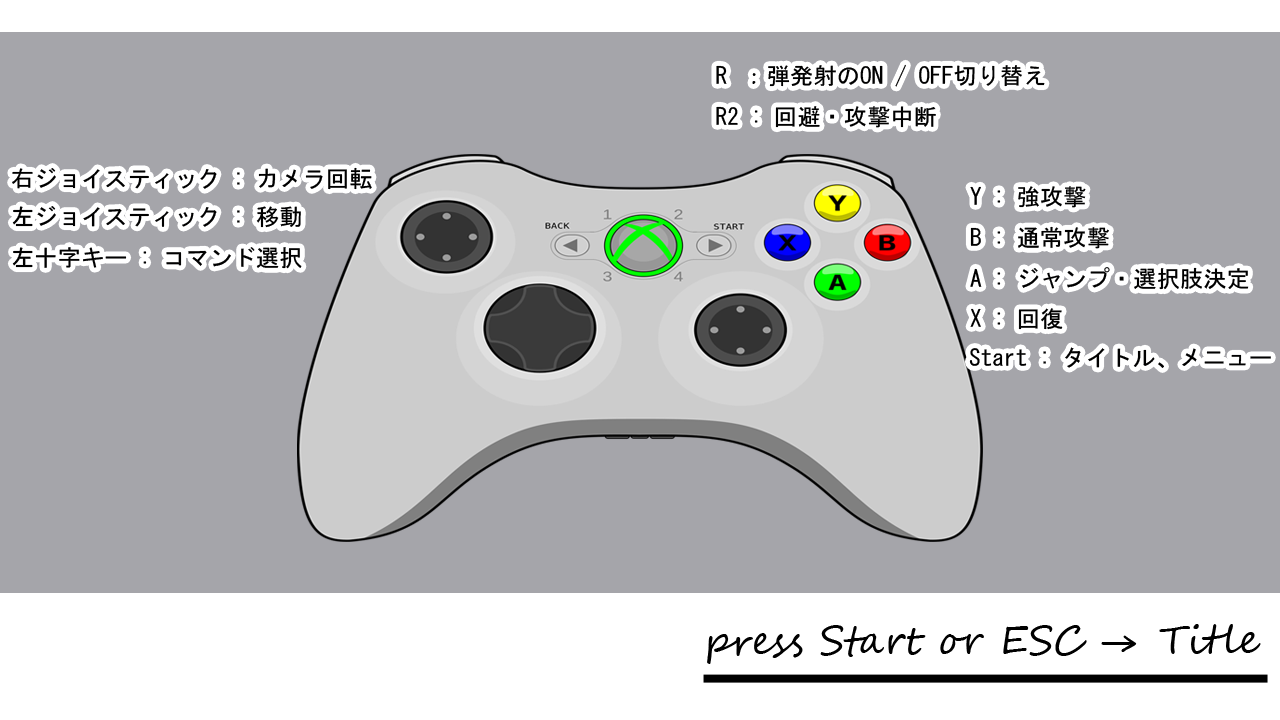 R ：弾発射のON / OFF切り替え
R2：回避・攻撃中断
右ジョイスティック：カメラ回転
左ジョイスティック：移動
左十字キー：コマンド選択
BACK
START
1
2
3
4
Y
X
B
A
Y：強攻撃
B：通常攻撃
A：ジャンプ・選択肢決定
X：回復
Start：タイトル、メニュー
press Start or ESC → Title